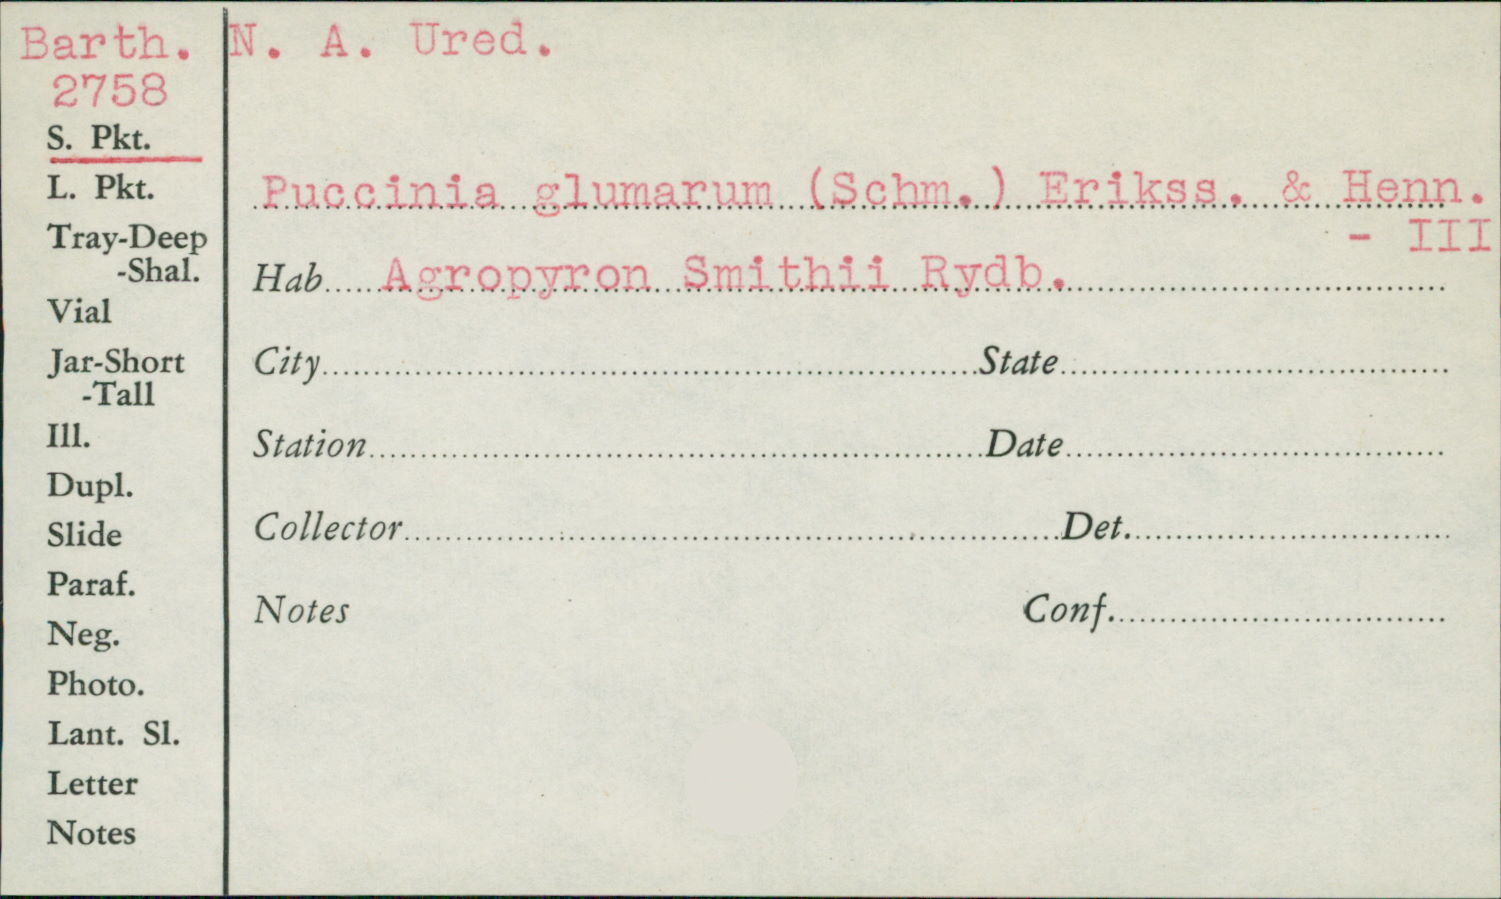 Barth. N. A. Ured.
2758
S. Pkt.
L. Pkt.
Tray-Deep
-Shal.
Vial
Jar-Short
-Tall
Ill.
Dupl.
Slide
Paraf.
Neg.
Photo.
Lant. Sl.
Letter
Notes
Puccinia glumarum (Schm.) Erikss. & Henn.
- III
Hab. Agropyron Smithii Rydb.
City State
Station Date
Collector Det.
Notes Conf.